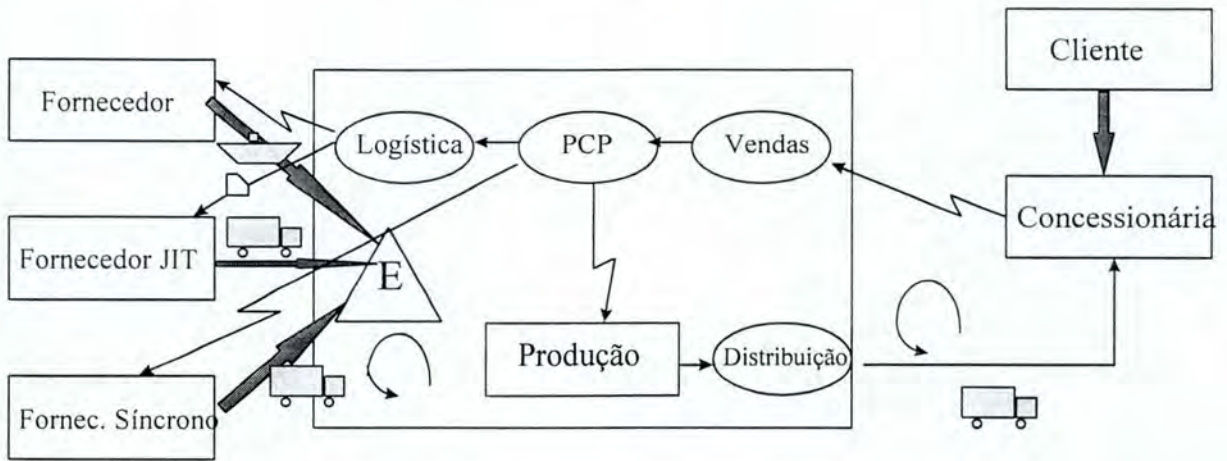 Cliente
Fornecedor
Logística
PCP
Vendas
Concessionária
Fornecedor JIT
E
Produção
Distribuição
Fornec. Síncrono